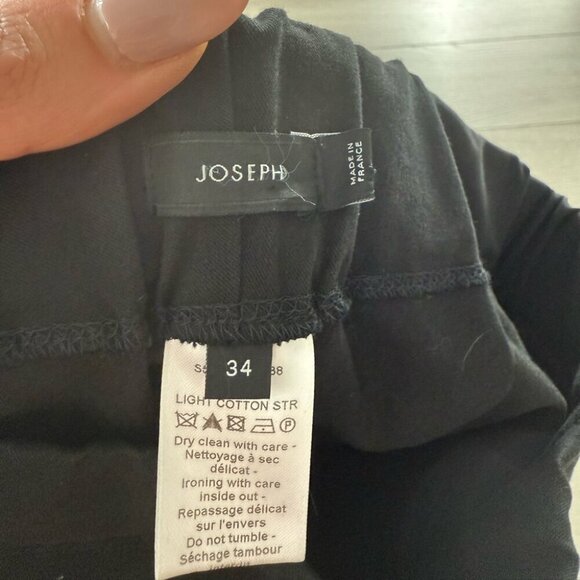 JOSEPH
MADE IN
FRANCE
34
LIGHT COTTON STR
Dry clean with care -
Nettoyage à sec
délicat -
Ironing with care
inside out -
Repassage délicat
sur l'envers
Do not tumble -
Séchage tambour